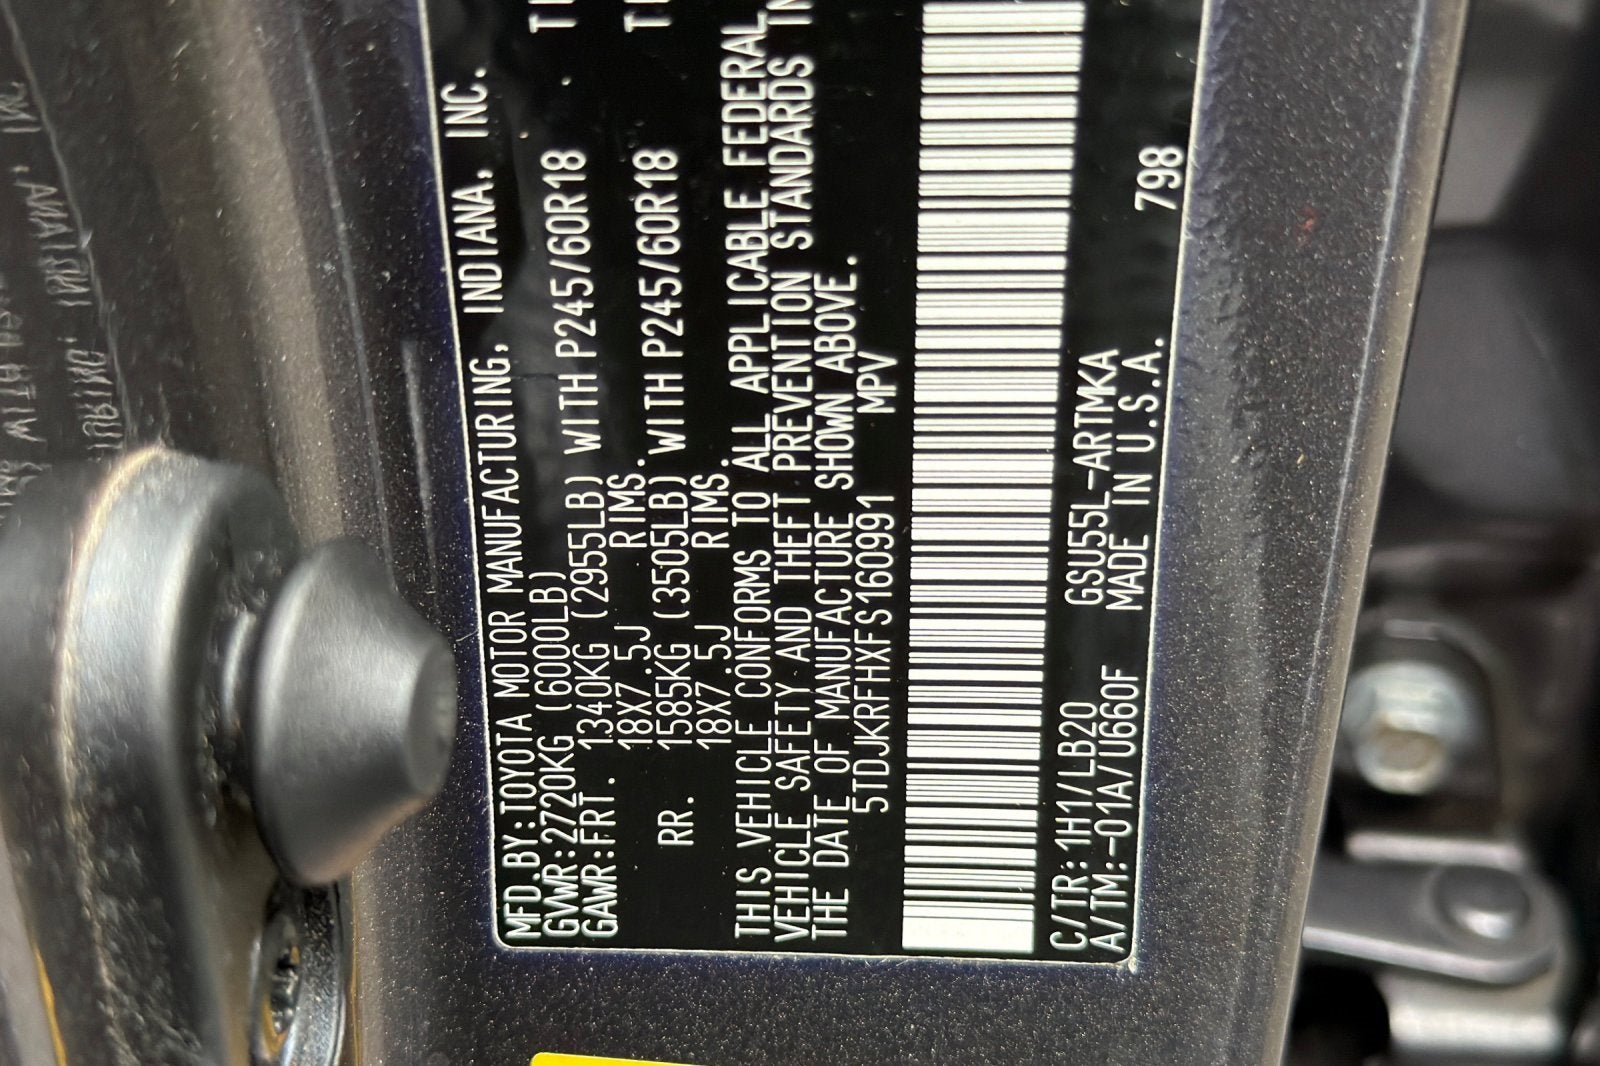 MFD.BY:TOYOTA MOTOR MANUFACTURING, INDIANA, INC.
GVWR:2720KG (6000LB)
GAWR:FRT. 1340KG (2955LB) WITH P245/60R18
18X7.5J RIMS.
RR. 1585KG (3505LB) WITH P245/60R18
18X7.5J RIMS.
THIS VEHICLE CONFORMS TO ALL APPLICABLE FEDERAL
VEHICLE SAFETY AND THEFT PREVENTION STANDARDS IN
THE DATE OF MANUFACTURE SHOWN ABOVE.
5TDJKRFHXFS160991 MPV
C/TR:1H1/LB20 GSU55L-ARTMKA
A/TM:-01A/U660F MADE IN U.S.A. 798